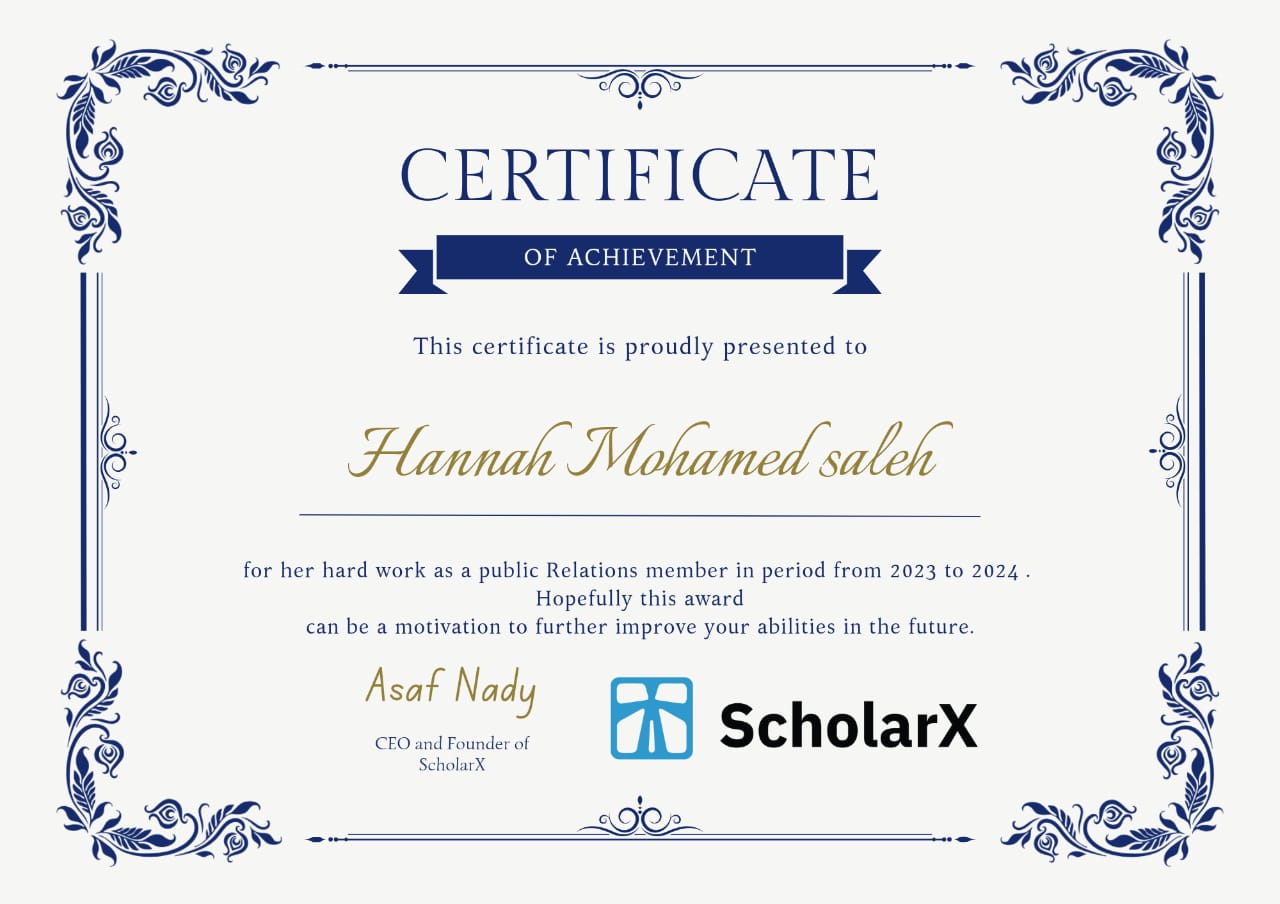 CERTIFICATE
OF ACHIEVEMENT
This certificate is proudly presented to
Hannah Mohamed saleh
for her hard work as a public Relations member in period from 2023 to 2024 .
Hopefully this award
can be a motivation to further improve your abilities in the future.
Asaf Nady
CEO and Founder of
ScholarX
ScholarX